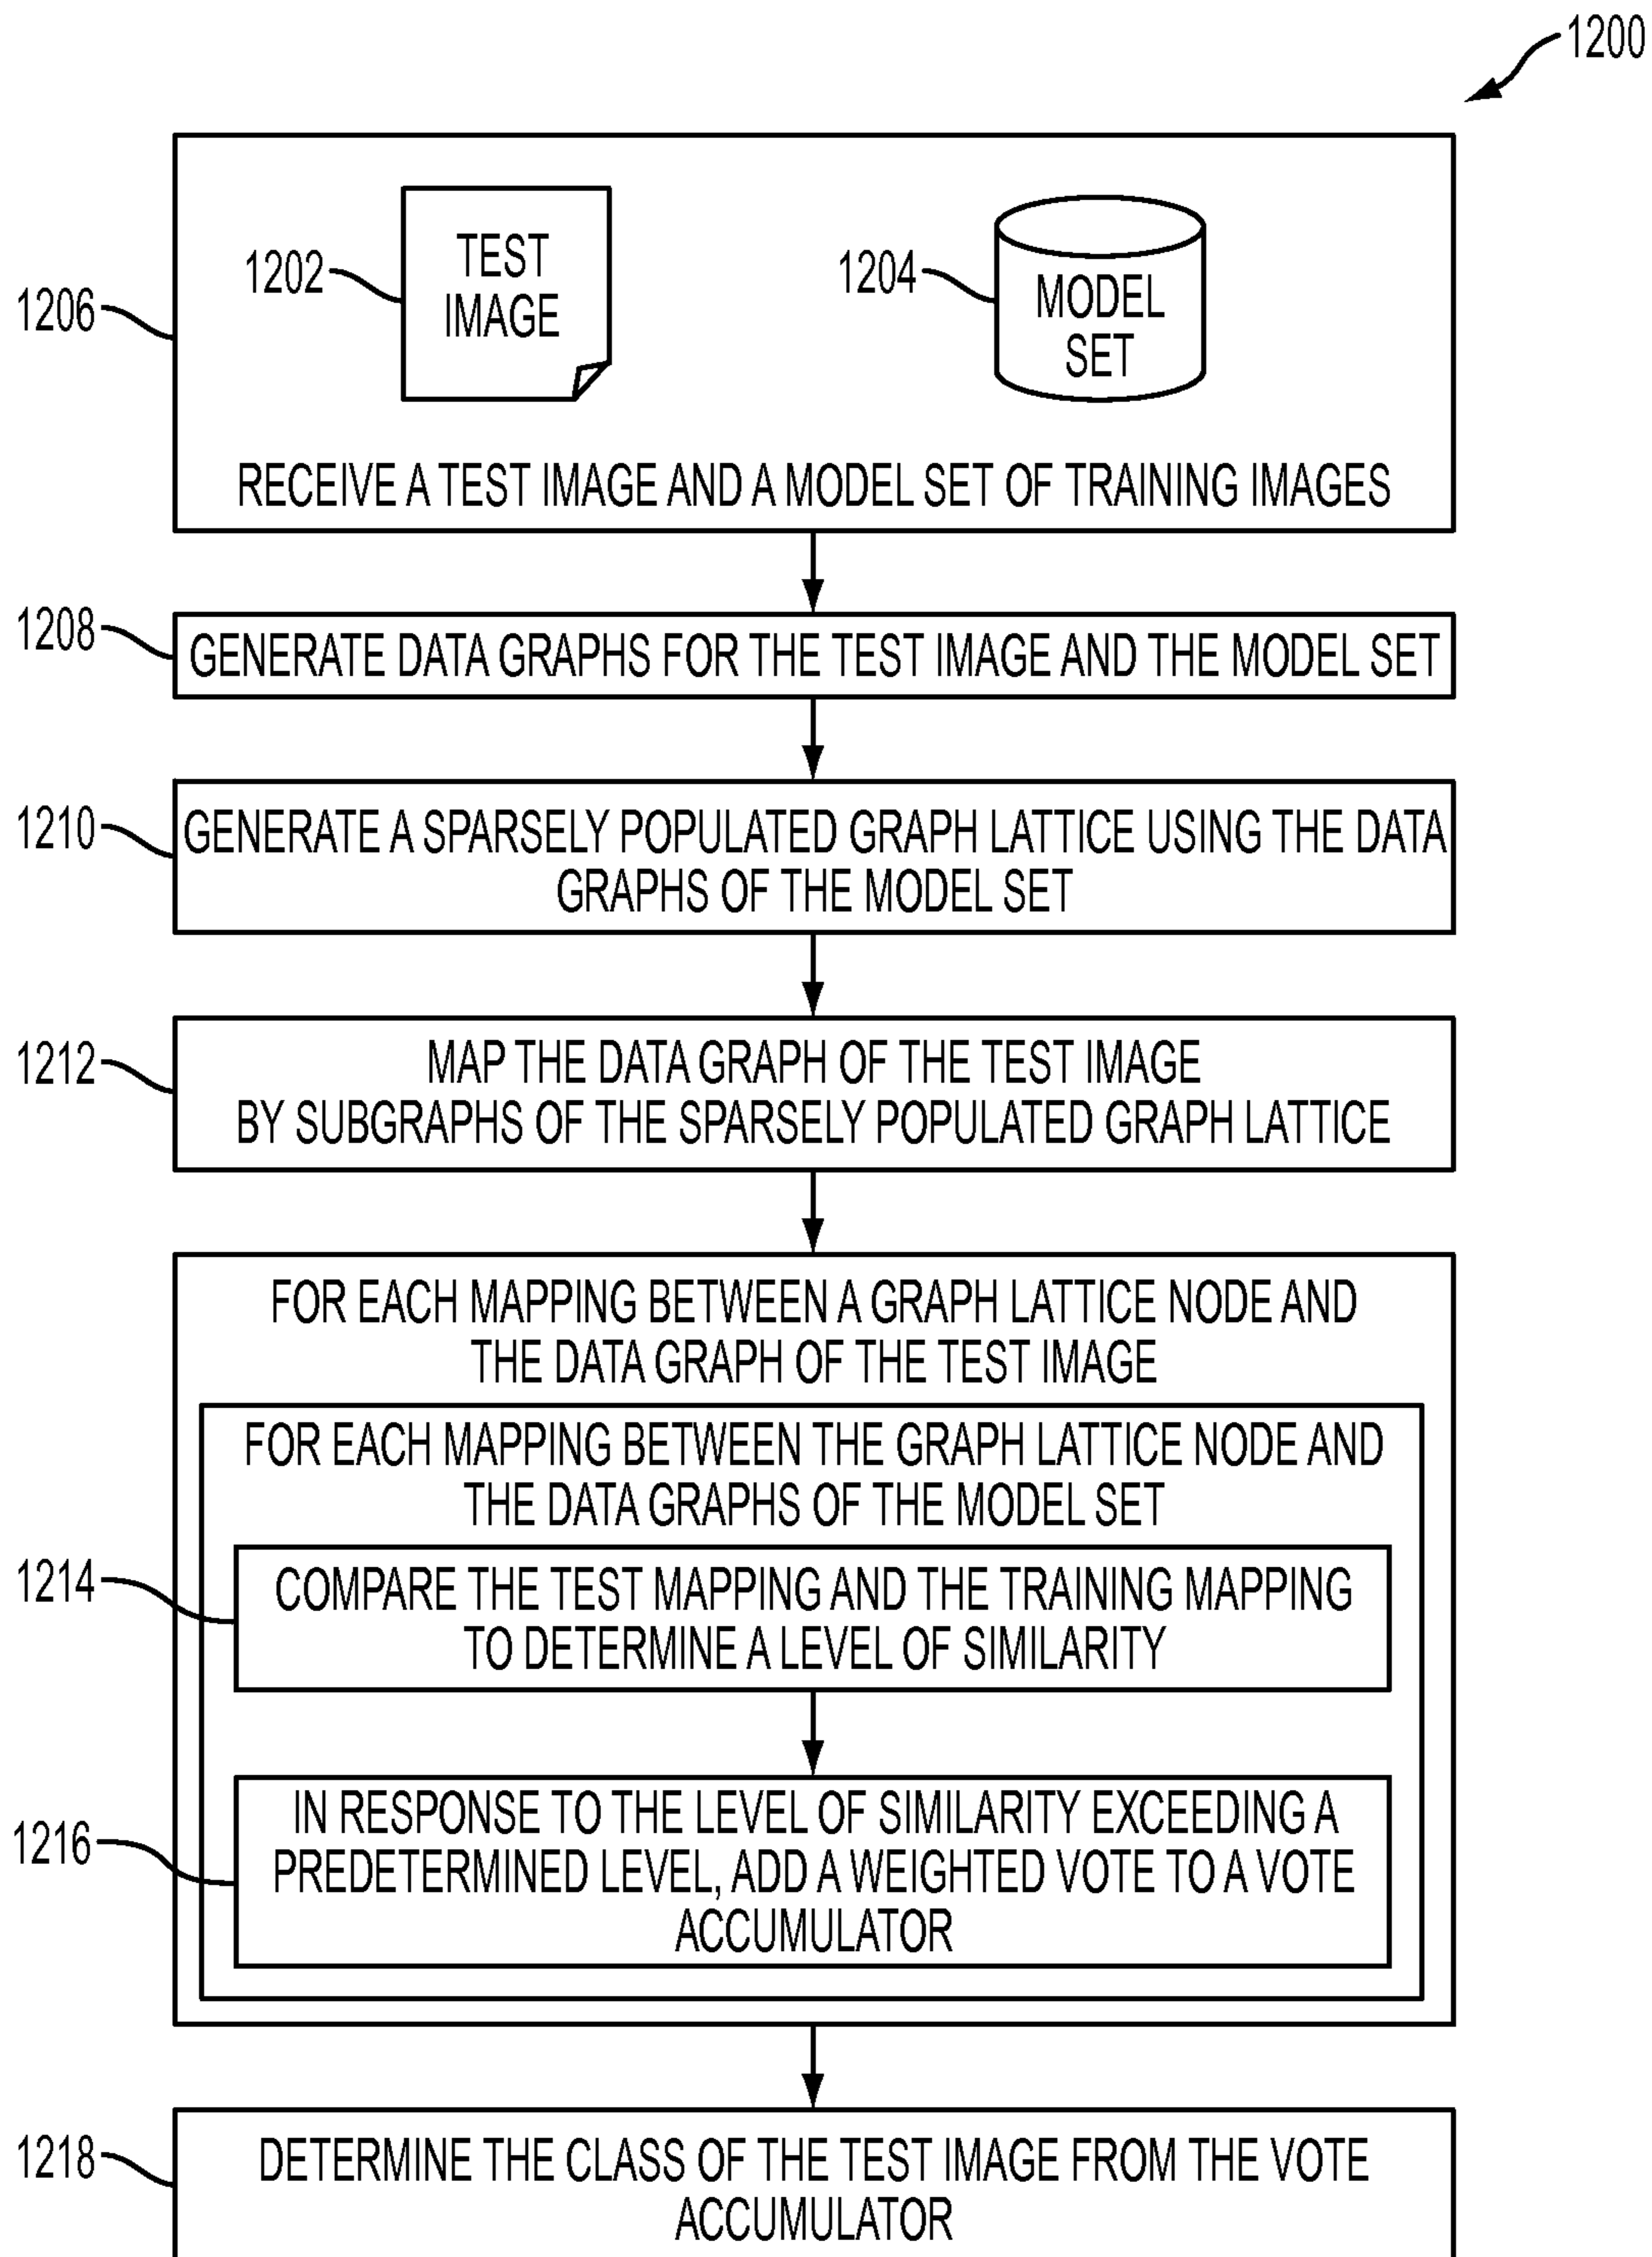 1200
1206
1202
TEST
IMAGE
1204
MODEL
SET
RECEIVE A TEST IMAGE AND A MODEL SET OF TRAINING IMAGES
1208
GENERATE DATA GRAPHS FOR THE TEST IMAGE AND THE MODEL SET
1210
GENERATE A SPARSELY POPULATED GRAPH LATTICE USING THE DATA
GRAPHS OF THE MODEL SET
1212
MAP THE DATA GRAPH OF THE TEST IMAGE
BY SUBGRAPHS OF THE SPARSELY POPULATED GRAPH LATTICE
FOR EACH MAPPING BETWEEN A GRAPH LATTICE NODE AND
THE DATA GRAPH OF THE TEST IMAGE
FOR EACH MAPPING BETWEEN THE GRAPH LATTICE NODE AND
THE DATA GRAPHS OF THE MODEL SET
1214
COMPARE THE TEST MAPPING AND THE TRAINING MAPPING
TO DETERMINE A LEVEL OF SIMILARITY
1216
IN RESPONSE TO THE LEVEL OF SIMILARITY EXCEEDING A
PREDETERMINED LEVEL, ADD A WEIGHTED VOTE TO A VOTE
ACCUMULATOR
1218
DETERMINE THE CLASS OF THE TEST IMAGE FROM THE VOTE
ACCUMULATOR